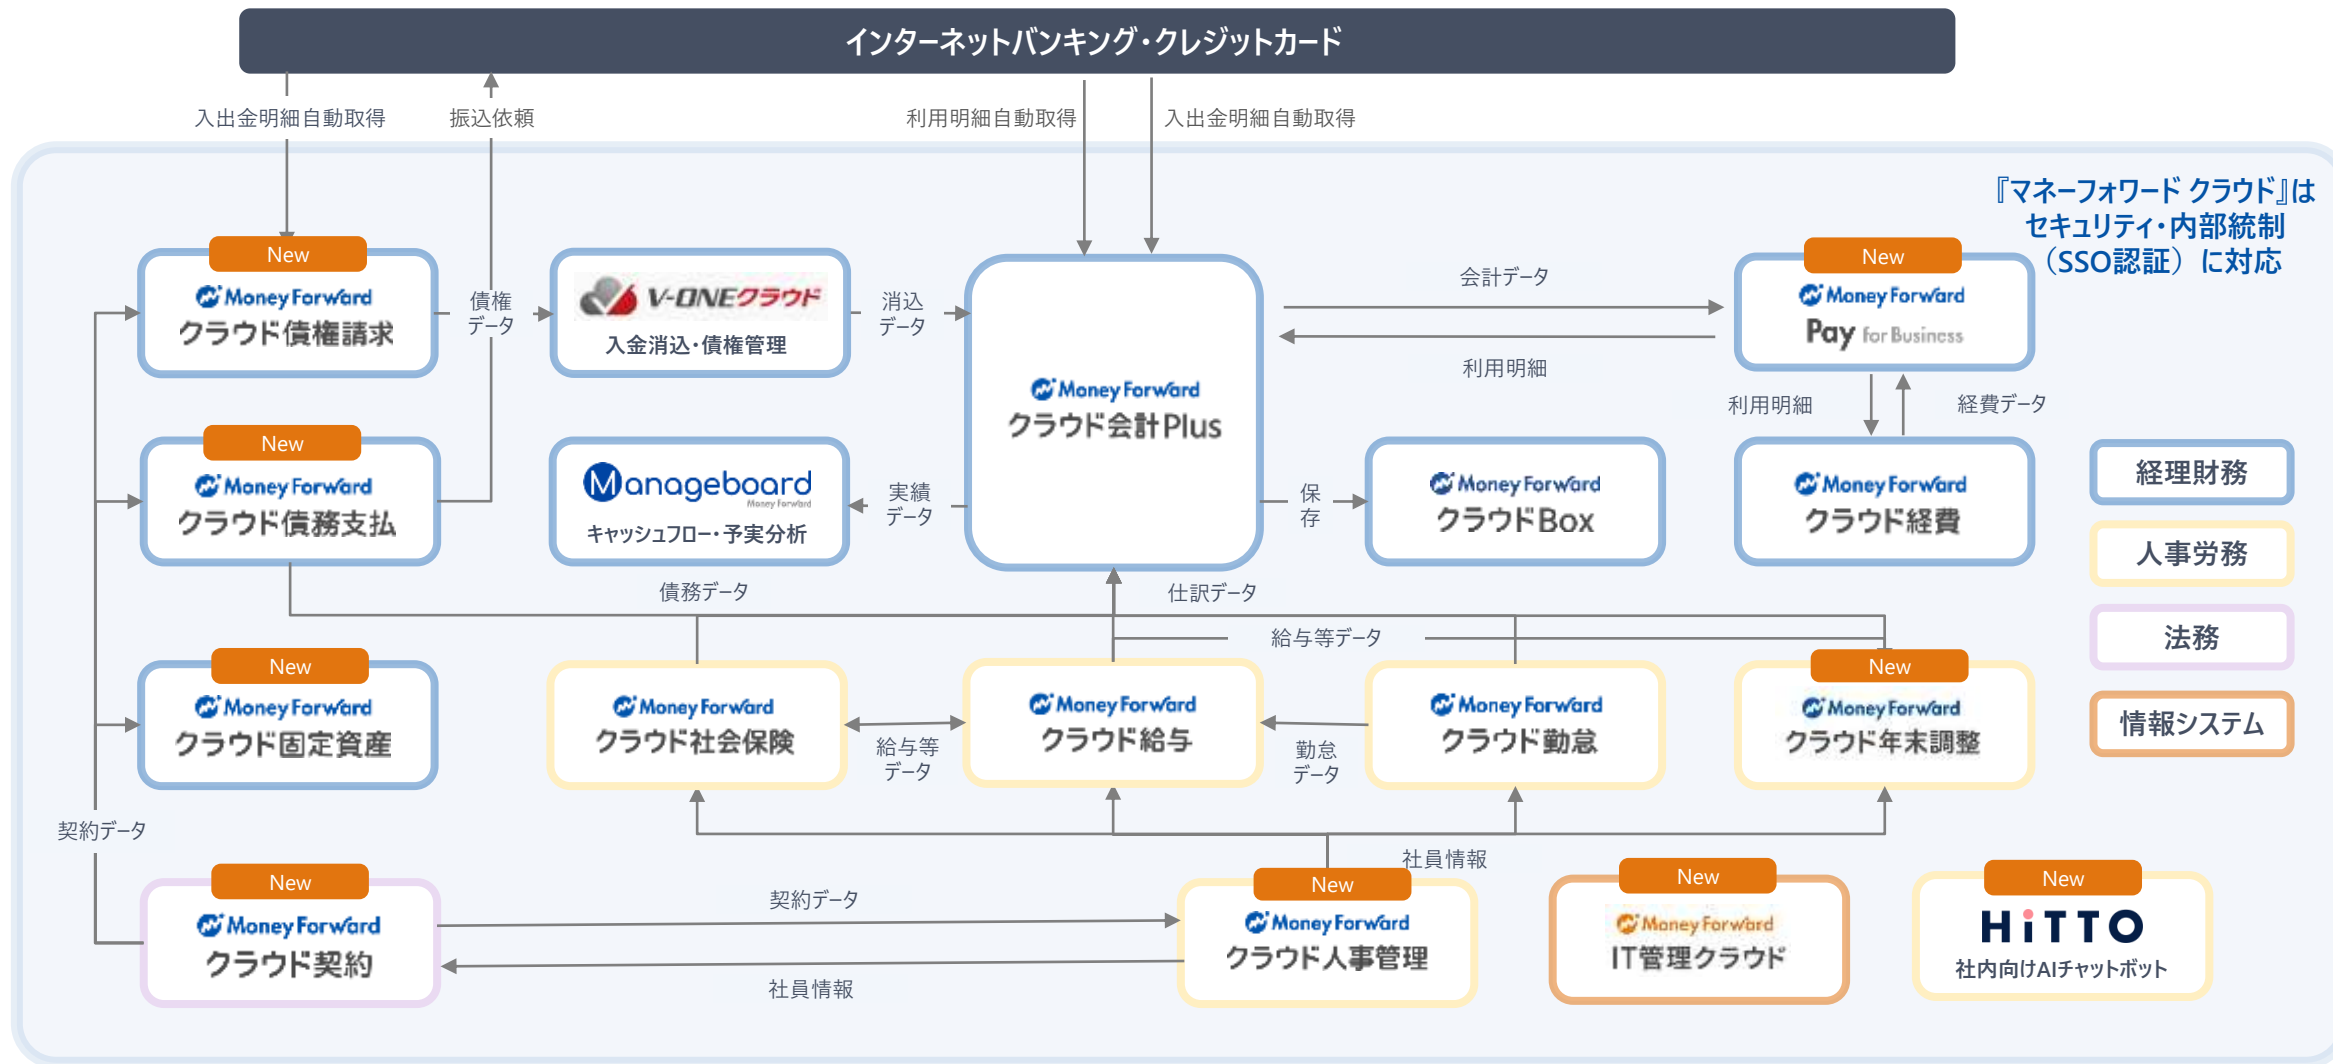 インターネットバンキング・クレジットカード
入出金明細自動取得
振込依頼
利用明細自動取得
入出金明細自動取得
『マネーフォワード クラウド』は
セキュリティ・内部統制
（SSO認証）に対応
New
Money Forward
クラウド債権請求
債権
データ
V-ONEクラウド
入金消込・債権管理
消込
データ
Money Forward
クラウド会計Plus
会計データ
利用明細
New
Money Forward
Pay for Business
利用明細
経費データ
New
Money Forward
クラウド債務支払
Manageboard
Money Forward
キャッシュフロー・予実分析
実績
データ
保
存
Money Forward
クラウドBox
Money Forward
クラウド経費
経理財務
人事労務
法務
情報システム
債務データ
仕訳データ
給与等データ
New
Money Forward
クラウド固定資産
Money Forward
クラウド社会保険
給与等
データ
Money Forward
クラウド給与
勤怠
データ
Money Forward
クラウド勤怠
New
Money Forward
クラウド年末調整
契約データ
社員情報
New
Money Forward
クラウド契約
契約データ
社員情報
New
Money Forward
クラウド人事管理
New
Money Forward
IT管理クラウド
New
HiTTO
社内向けAIチャットボット